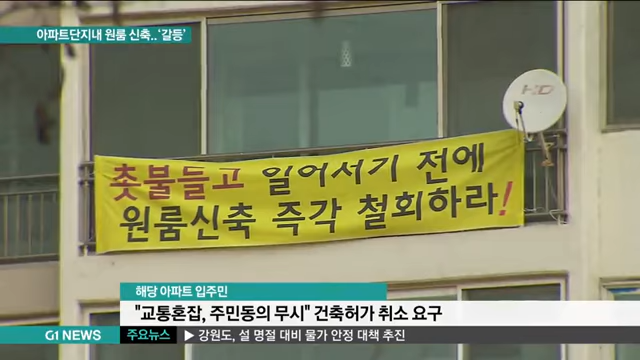 아파트단지내 원룸 신축..'갈등'
HD
촛불들고 일어서기 전에
원룸신축 즉각 철회하라!
해당 아파트 입주민
"교통혼잡, 주민동의 무시" 건축허가 취소 요구
G1 NEWS
주요뉴스 ▶ 강원도, 설 명절 대비 물가 안정 대책 추진